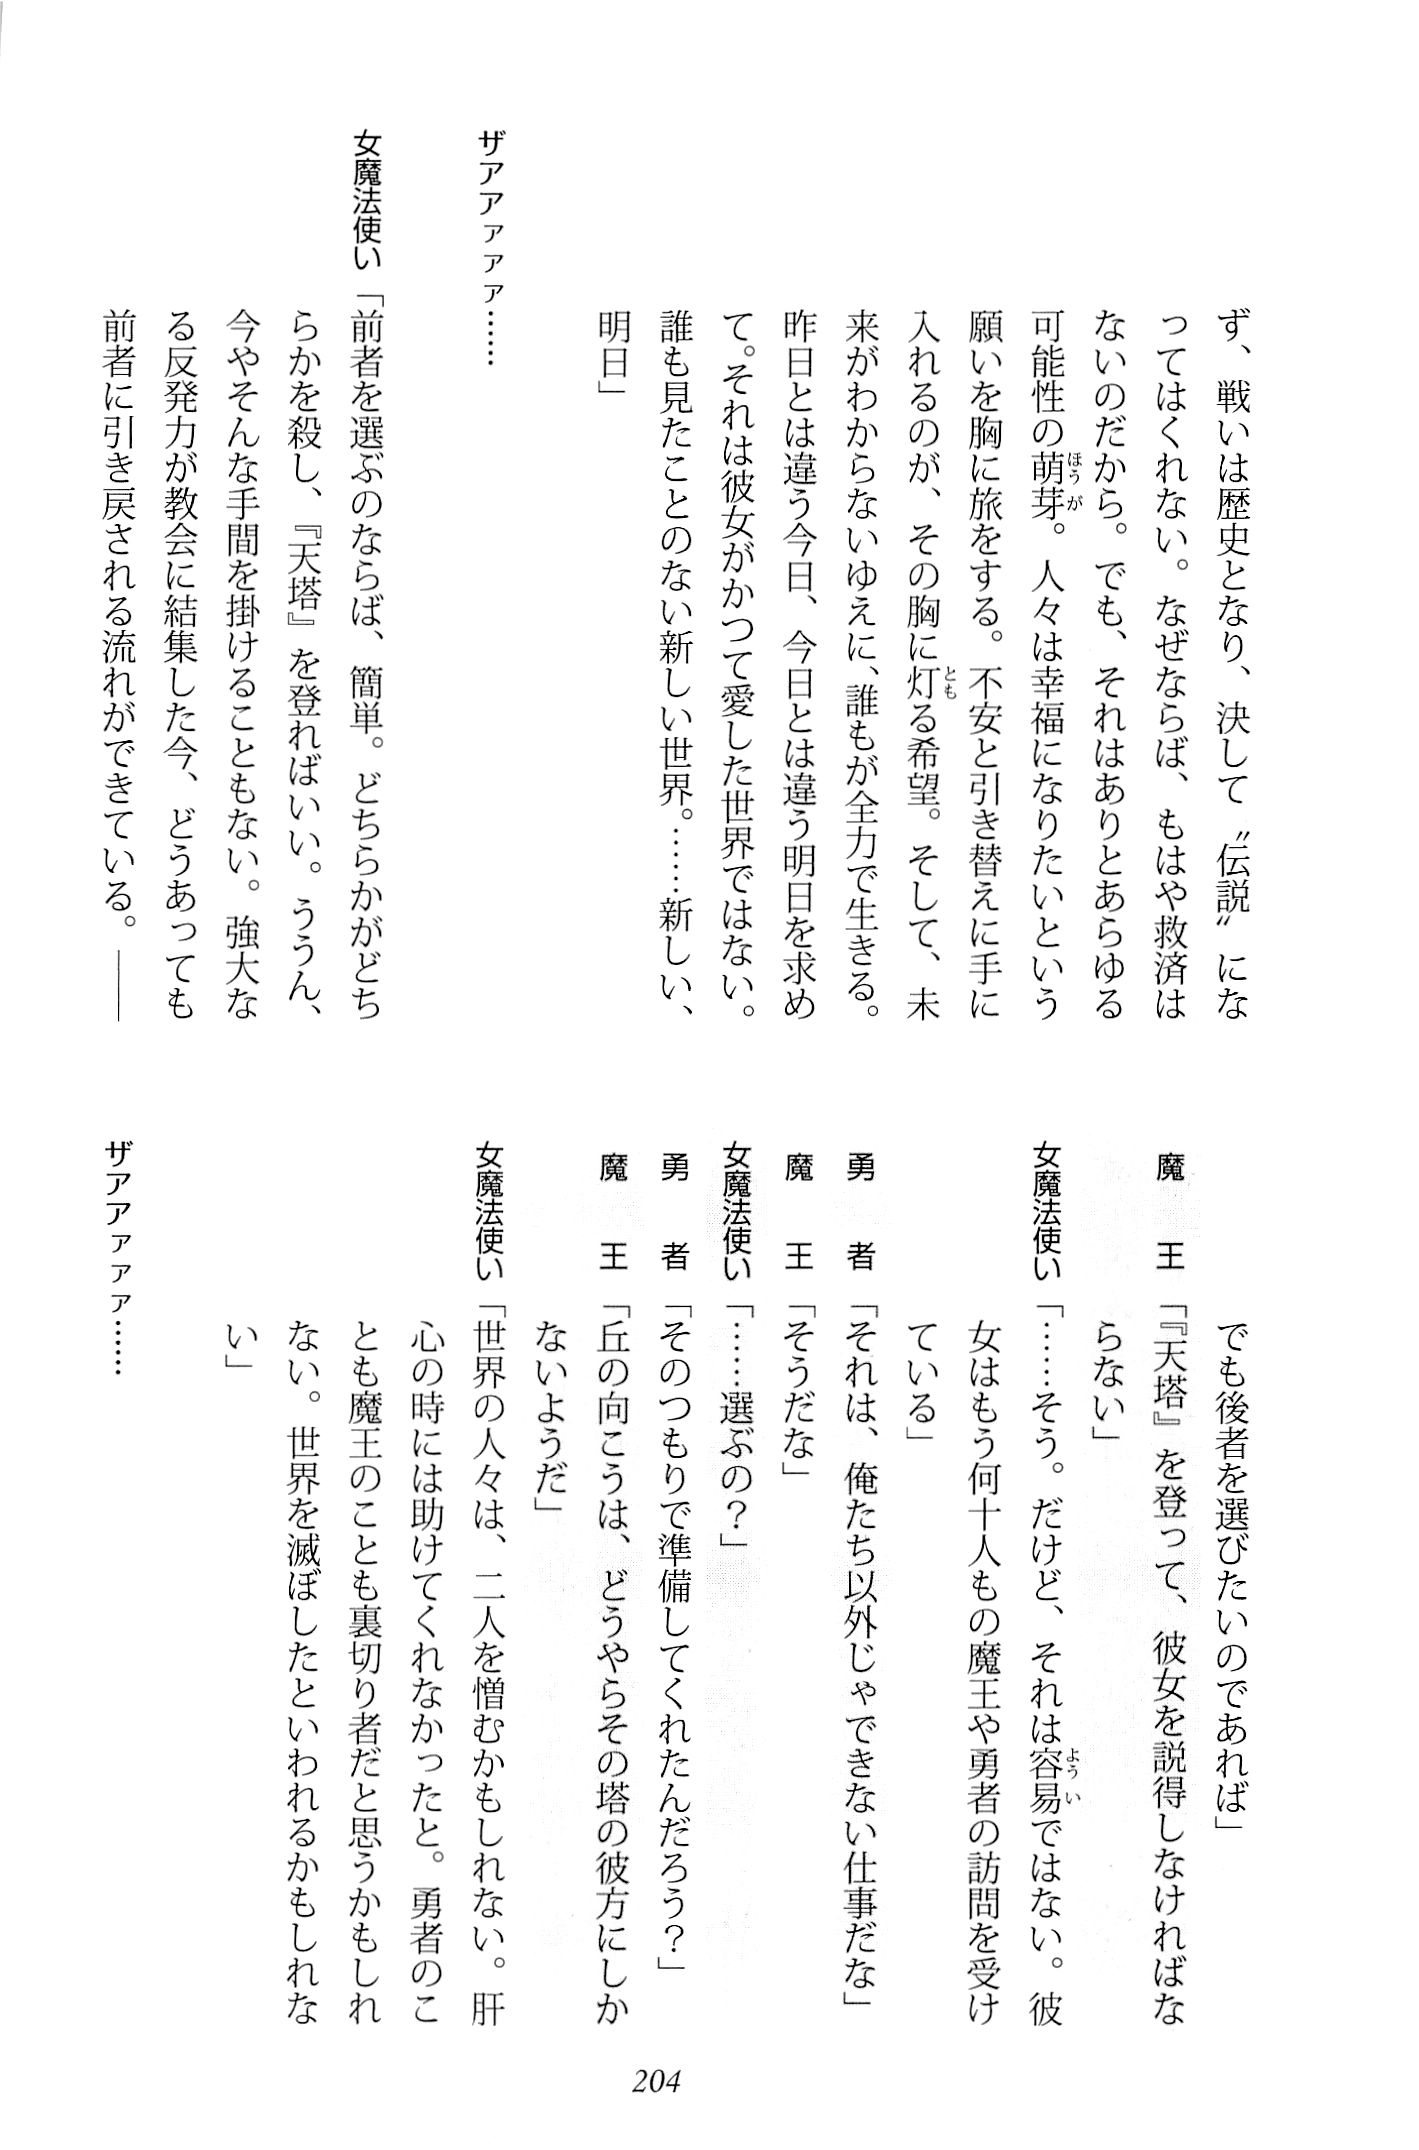 ず、戦いは歴史となり、決して〝伝説〟にな
ってはくれない。なぜならば、もはや救済は
ないのだから。でも、それはありとあらゆる
可能性の萌芽。人々は幸福になりたいという
願いを胸に旅をする。不安と引き替えに手に
入れるのが、その胸に灯る希望。そして、未
来がわからないゆえに、誰もが全力で生きる。
昨日とは違う今日、今日とは違う明日を求め
て。それは彼女がかつて愛した世界ではない。
誰も見たことのない新しい世界。……新しい、
明日」
ザアアァァァ……
女魔法使い「前者を選ぶのならば、簡単。どちらかがどち
らかを殺し、『天塔』を登ればいい。ううん、
今やそんな手間を掛けることもない。強大な
る反発力が教会に結集した今、どうあっても
前者に引き戻される流れができている。――
でも後者を選びたいのであれば」
魔王「『天塔』を登って、彼女を説得しなければな
らない」
女魔法使い「……そう。だけど、それは容易ではない。彼
女はもう何十人もの魔王や勇者の訪問を受け
ている」
勇者「それは、俺たち以外じゃできない仕事だな」
魔王「そうだな」
女魔法使い「……選ぶの？」
勇者「そのつもりで準備してくれたんだろう？」
魔王「丘の向こうは、どうやらその塔の彼方にしか
ないようだ」
女魔法使い「世界の人々は、二人を憎むかもしれない。肝
心の時には助けてくれなかったと。勇者のこ
とも魔王のことも裏切り者だと思うかもしれ
ない。世界を滅ぼしたといわれるかもしれな
い」
ザアアァァァ……
204